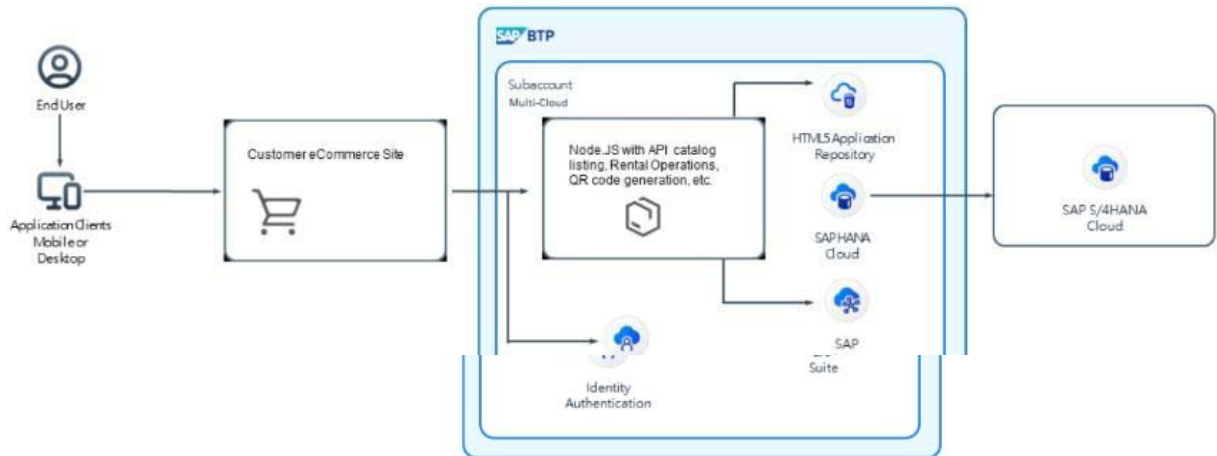 SAP BTP
Subaccount
Multi-Cloud
End User
Application Clients
Mobile or
Desktop
Customer eCommerce Site
Node.JS with API catalog
listing, Rental Operations,
QR code generation, etc.
HTML5 Application
Repository
SAP HANA
Cloud
SAP
Suite
Identity
Authentication
SAP S/4HANA
Cloud